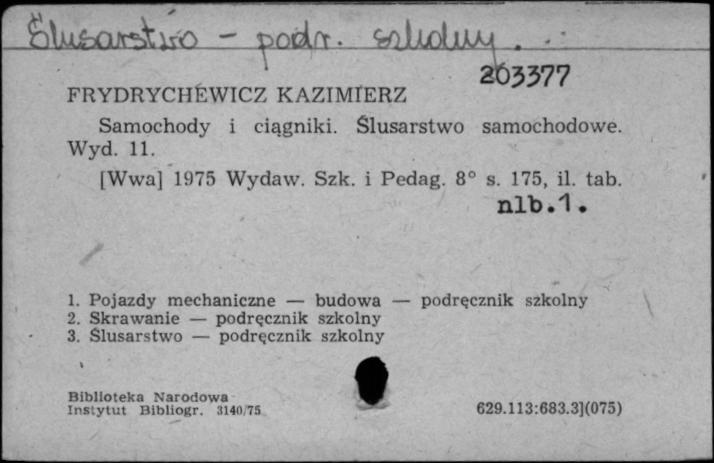 Ślusarstwo - podr. szkolny.
203377
FRYDRYCHEWICZ KAZIMIERZ
Samochody i ciągniki. Ślusarstwo samochodowe.
Wyd. 11.
[Wwa] 1975 Wydaw. Szk. i Pedag. 8° s. 175, il. tab.
nlb.1.
1. Pojazdy mechaniczne — budowa — podręcznik szkolny
2. Skrawanie — podręcznik szkolny
3. Ślusarstwo — podręcznik szkolny
Biblioteka Narodowa
Instytut Bibliogr. 3140/75
629.113:683.3](075)